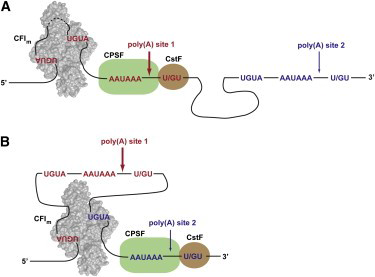 A
CFIm
UGUA
UGUA
CPSF
poly(A) site 1
CstF
AAUAAA
U/GU
5'
poly(A) site 2
UGUA AAUAAA U/GU 3'
B
poly(A) site 1
UGUA AAUAAA U/GU
CFIm
UGUA
UGUA
poly(A) site 2
CPSF
CstF
AAUAAA
U/GU
5'
3'